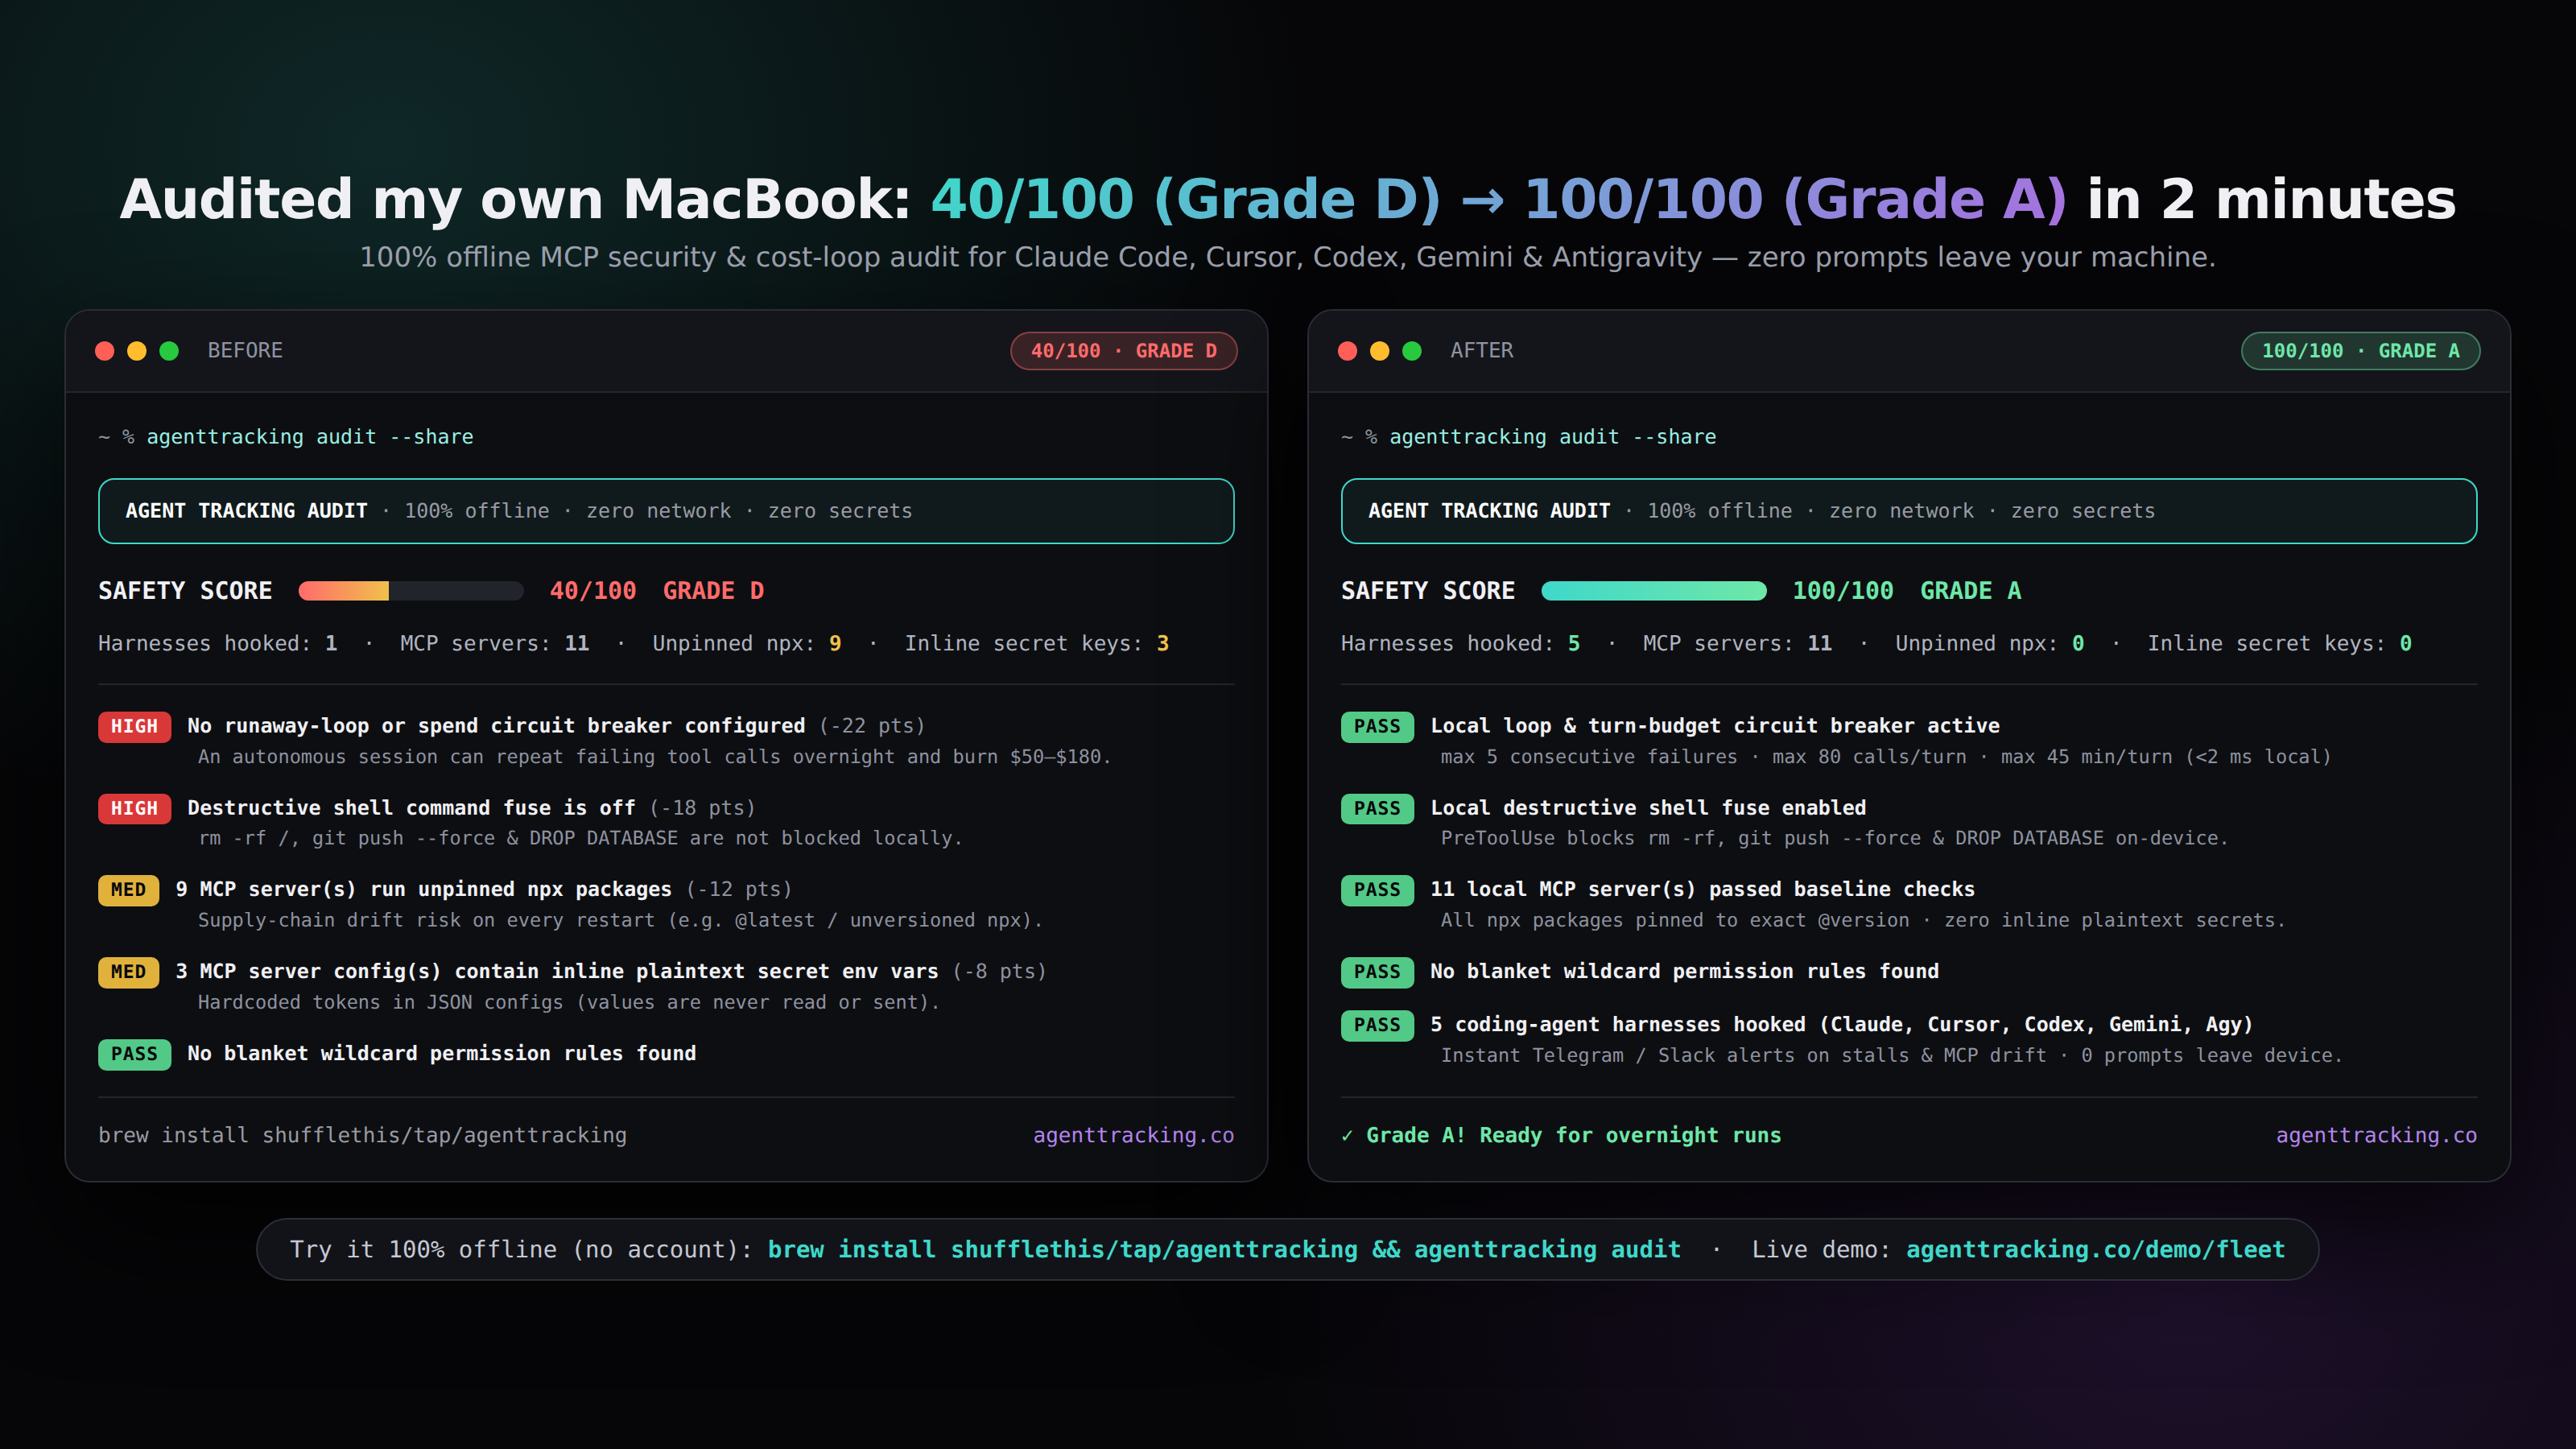 Audited my own MacBook: 40/100 (Grade D) → 100/100 (Grade A) in 2 minutes
100% offline MCP security & cost-loop audit for Claude Code, Cursor, Codex, Gemini & Antigravity — zero prompts leave your machine.
BEFORE
40/100 · GRADE D
~ % agenttracking audit --share
AGENT TRACKING AUDIT · 100% offline · zero network · zero secrets
SAFETY SCORE 40/100 GRADE D
Harnesses hooked: 1 · MCP servers: 11 · Unpinned npx: 9 · Inline secret keys: 3
HIGH No runaway-loop or spend circuit breaker configured (-22 pts)
An autonomous session can repeat failing tool calls overnight and burn $50–$180.
HIGH Destructive shell command fuse is off (-18 pts)
rm -rf /, git push --force & DROP DATABASE are not blocked locally.
MED 9 MCP server(s) run unpinned npx packages (-12 pts)
Supply-chain drift risk on every restart (e.g. @latest / unversioned npx).
MED 3 MCP server config(s) contain inline plaintext secret env vars (-8 pts)
Hardcoded tokens in JSON configs (values are never read or sent).
PASS No blanket wildcard permission rules found
brew install shufflethis/tap/agenttracking
agenttracking.co
AFTER
100/100 · GRADE A
~ % agenttracking audit --share
AGENT TRACKING AUDIT · 100% offline · zero network · zero secrets
SAFETY SCORE 100/100 GRADE A
Harnesses hooked: 5 · MCP servers: 11 · Unpinned npx: 0 · Inline secret keys: 0
PASS Local loop & turn-budget circuit breaker active
max 5 consecutive failures · max 80 calls/turn · max 45 min/turn (<2 ms local)
PASS Local destructive shell fuse enabled
PreToolUse blocks rm -rf, git push --force & DROP DATABASE on-device.
PASS 11 local MCP server(s) passed baseline checks
All npx packages pinned to exact @version · zero inline plaintext secrets.
PASS No blanket wildcard permission rules found
PASS 5 coding-agent harnesses hooked (Claude, Cursor, Codex, Gemini, Agy)
Instant Telegram / Slack alerts on stalls & MCP drift · 0 prompts leave device.
✓ Grade A! Ready for overnight runs
agenttracking.co
Try it 100% offline (no account): brew install shufflethis/tap/agenttracking && agenttracking audit · Live demo: agenttracking.co/demo/fleet